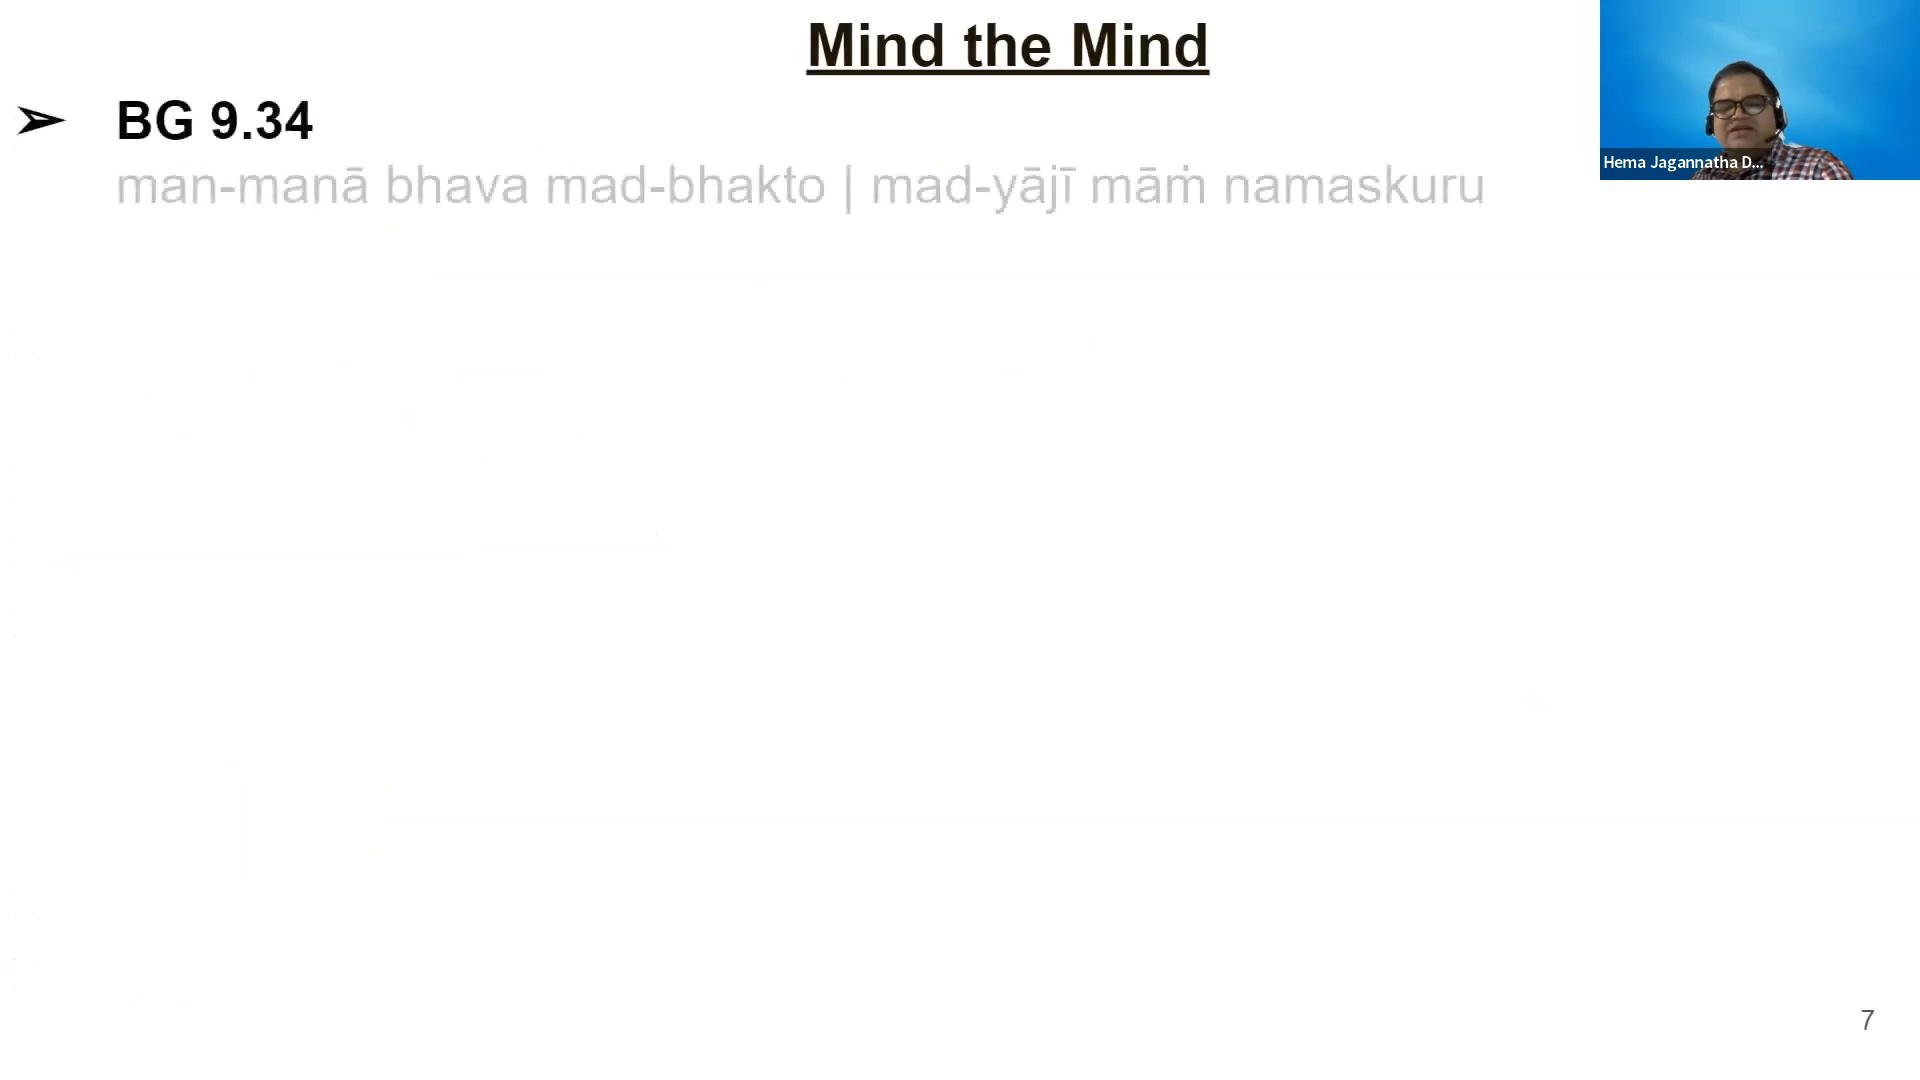 Mind the Mind
➢ BG 9.34
man-manā bhava mad-bhakto | mad-yājī māṁ namaskuru
Hema Jagannatha D...
7